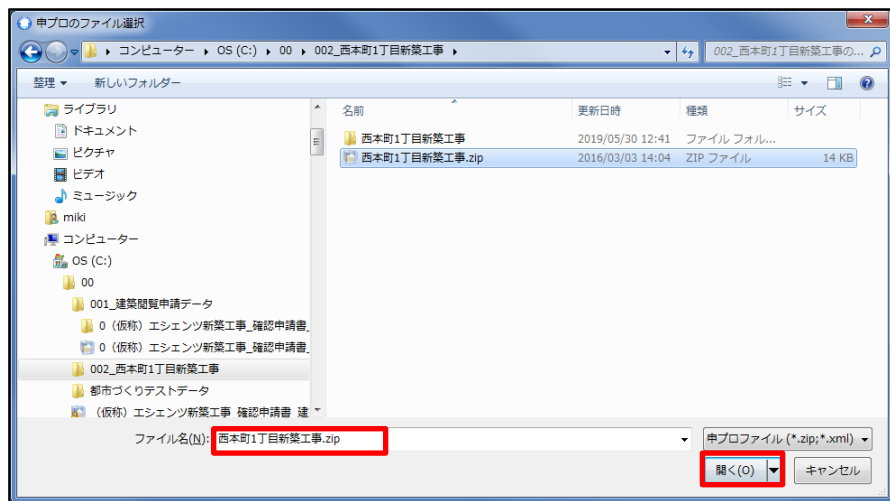 申プロのファイル選択
コンピューター ▸ OS (C:) ▸ 00 ▸ 002_西本町1丁目新築工事 ▸
002_西本町1丁目新築工事の...
整理 新しいフォルダー
名前 更新日時 種類 サイズ
西本町1丁目新築工事 2019/05/30 12:41 ファイル フォル...
西本町1丁目新築工事.zip 2016/03/03 14:04 ZIP ファイル 14 KB
ライブラリ
ドキュメント
ピクチャ
ビデオ
ミュージック
miki
コンピューター
OS (C:)
00
001_建築閲覧申請データ
0（仮称）エシェンツ新築工事_確認申請書_
0（仮称）エシェンツ新築工事_確認申請書_
002_西本町1丁目新築工事
都市づくりテストデータ
（仮称）エシェンツ新築工事 確認申請書 建
ファイル名(N): 西本町1丁目新築工事.zip
申プロファイル (*.zip;*.xml)
開く(O) キャンセル